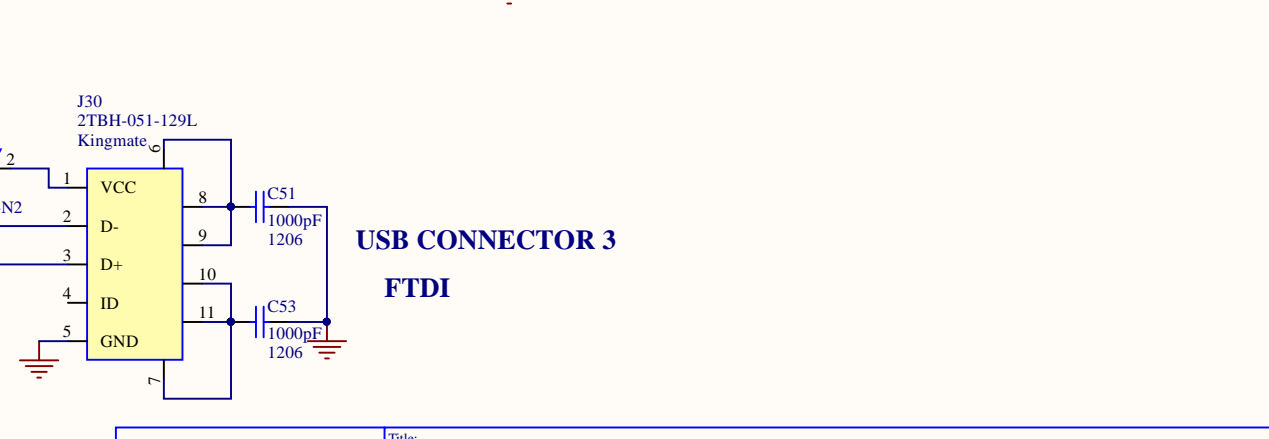 J30
2TBH-051-129L
Kingmate
6
2
1
VCC
8
C51
1000pF
1206
N2
2
D-
9
USB CONNECTOR 3
3
D+
10
FTDI
4
ID
11
C53
1000pF
1206
5
GND
7
Title: